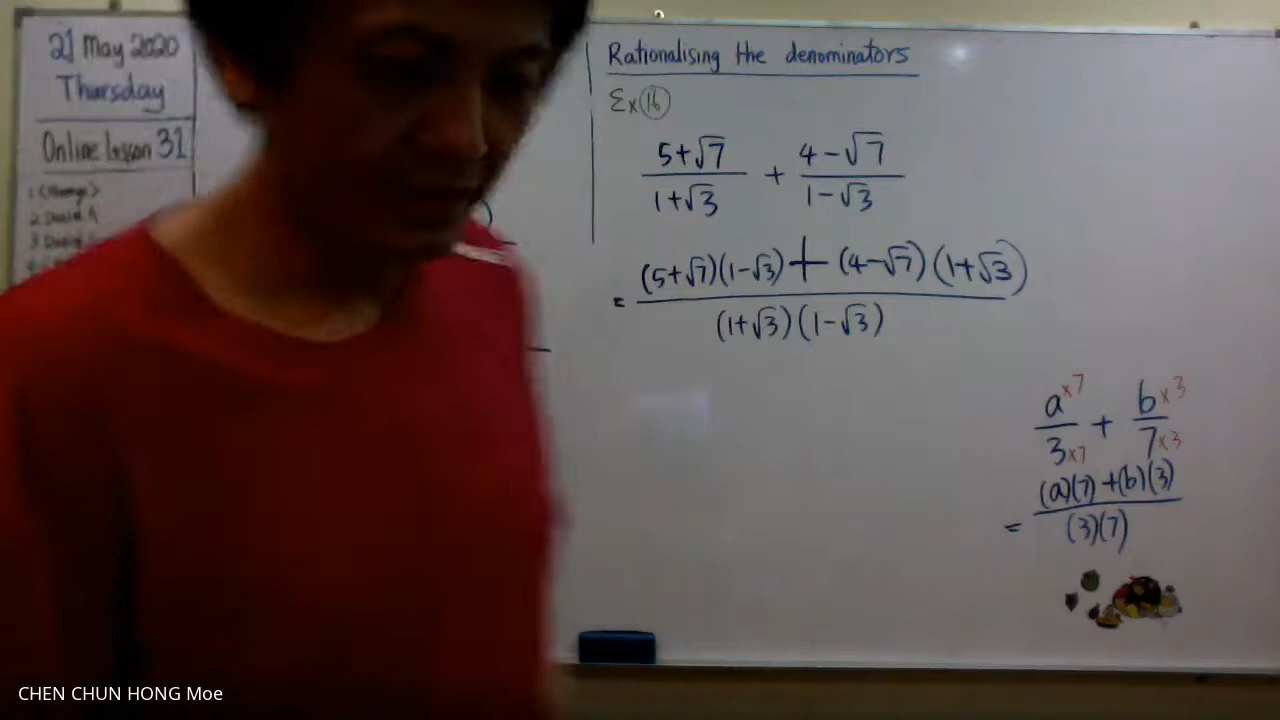 21 May 2020
Thursday
Online Lesson 31
Rationalising the denominators
Ex 16
5+√7 / 1+√3 + 4-√7 / 1-√3
= (5+√7)(1-√3) + (4-√7)(1+√3) / (1+√3)(1-√3)
a ×7 / 3 ×7 + b ×3 / 7 ×3
= (a)(7) + (b)(3) / (3)(7)
CHEN CHUN HONG Moe